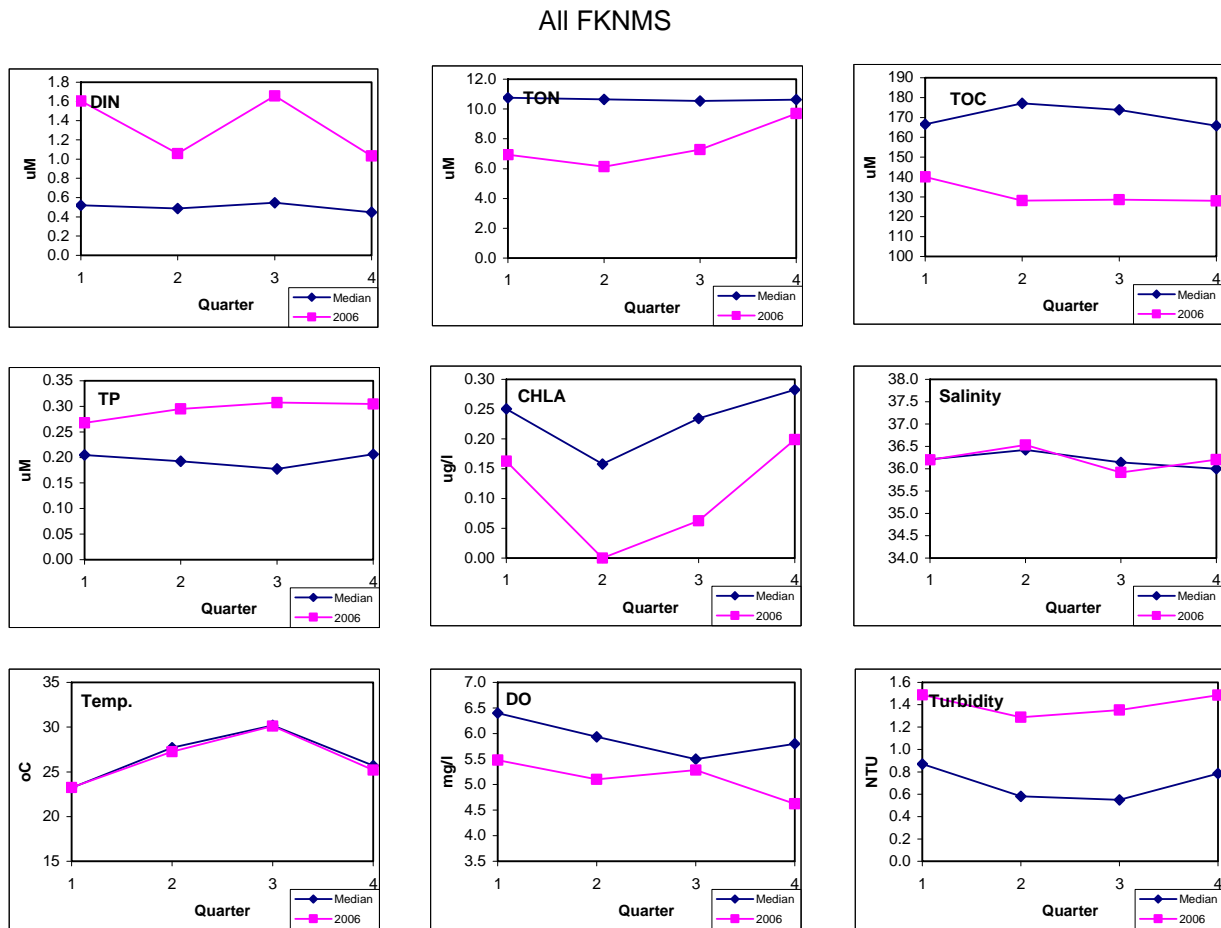 All FKNMS
DIN
uM
1.8
1.6
1.4
1.2
1.0
0.8
0.6
0.4
0.2
0.0
1 2 3 4
Quarter
Median
2006
TON
uM
12.0
10.0
8.0
6.0
4.0
2.0
0.0
1 2 3 4
Quarter
Median
2006
TOC
uM
190
180
170
160
150
140
130
120
110
100
1 2 3 4
Quarter
Median
2006
TP
uM
0.35
0.30
0.25
0.20
0.15
0.10
0.05
0.00
1 2 3 4
Quarter
Median
2006
CHLA
ug/l
0.30
0.25
0.20
0.15
0.10
0.05
0.00
1 2 3 4
Quarter
Median
2006
Salinity
38.0
37.5
37.0
36.5
36.0
35.5
35.0
34.5
34.0
1 2 3 4
Quarter
Median
2006
Temp.
oC
35
30
25
20
15
1 2 3 4
Quarter
Median
2006
DO
mg/l
7.0
6.5
6.0
5.5
5.0
4.5
4.0
3.5
1 2 3 4
Quarter
Median
2006
Turbidity
NTU
1.6
1.4
1.2
1.0
0.8
0.6
0.4
0.2
0.0
1 2 3 4
Quarter
Median
2006